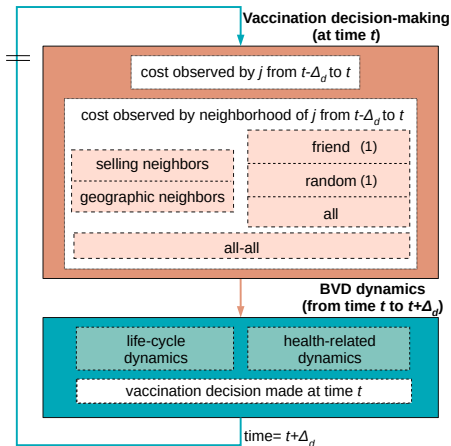 Vaccination decision-making
(at time t)
cost observed by j from t-Δd to t
cost observed by neighborhood of j from t-Δd to t
selling neighbors
geographic neighbors
friend (1)
random (1)
all
all-all
BVD dynamics
(from time t to t+Δd)
life-cycle
dynamics
health-related
dynamics
vaccination decision made at time t
time= t+Δd